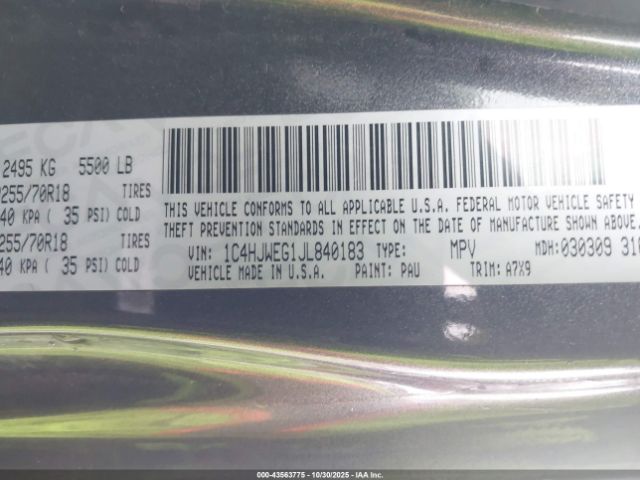 2495 KG 5500 LB
255/70R18 TIRES
40 KPA ( 35 PSI) COLD
255/70R18 TIRES
40 KPA ( 35 PSI) COLD
THIS VEHICLE CONFORMS TO ALL APPLICABLE U.S.A. FEDERAL MOTOR VEHICLE SAFETY
THEFT PREVENTION STANDARDS IN EFFECT ON THE DATE OF MANUFACTURE SHOWN ABOVE.
VIN: 1C4HJWEG1JL840183 TYPE: MPV MDH: 030309 31
VEHICLE MADE IN U.S.A. PAINT: PAU TRIM: A7X9
000-43563775 - 10/30/2025 - IAA Inc.